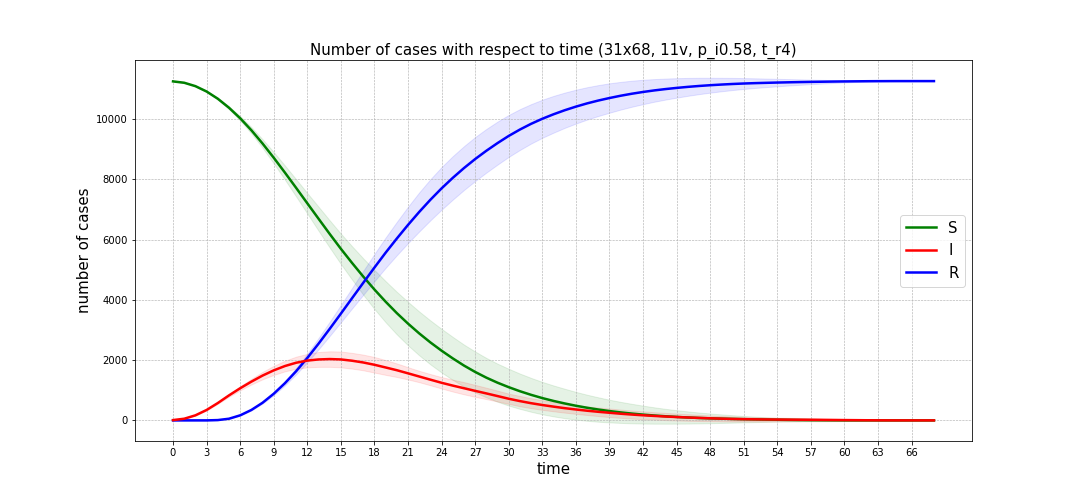 Number of cases with respect to time (31x68, 11v, p_i0.58, t_r4)
10000
8000
6000
4000
2000
0
number of cases
S
I
R
0 3 6 9 12 15 18 21 24 27 30 33 36 39 42 45 48 51 54 57 60 63 66
time